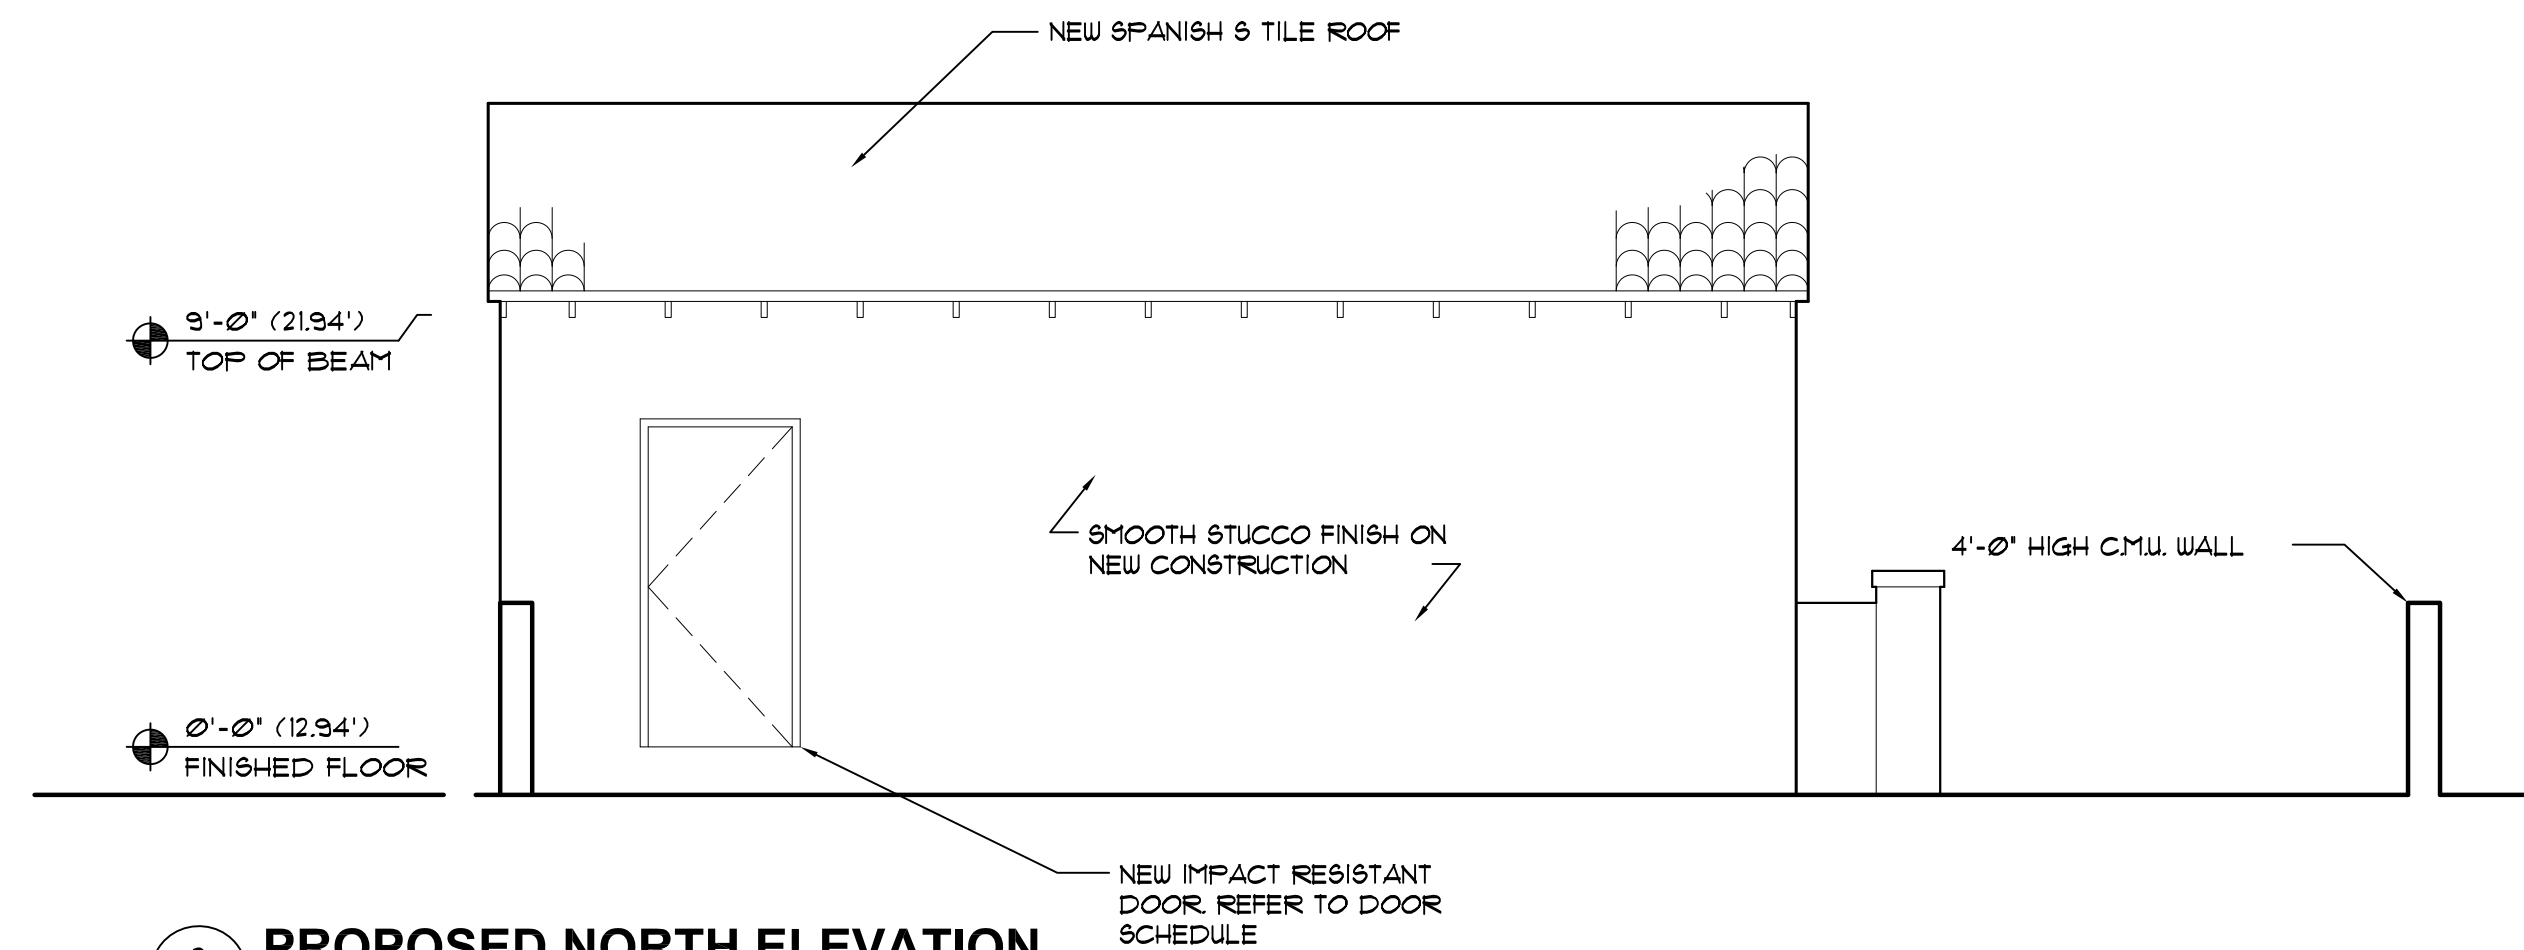 NEW SPANISH S TILE ROOF
9'-0" (21.94')
TOP OF BEAM
SMOOTH STUCCO FINISH ON
NEW CONSTRUCTION
4'-0" HIGH C.M.U. WALL
0'-0" (12.94')
FINISHED FLOOR
NEW IMPACT RESISTANT
DOOR. REFER TO DOOR
SCHEDULE
PROPOSED NORTH ELEVATION